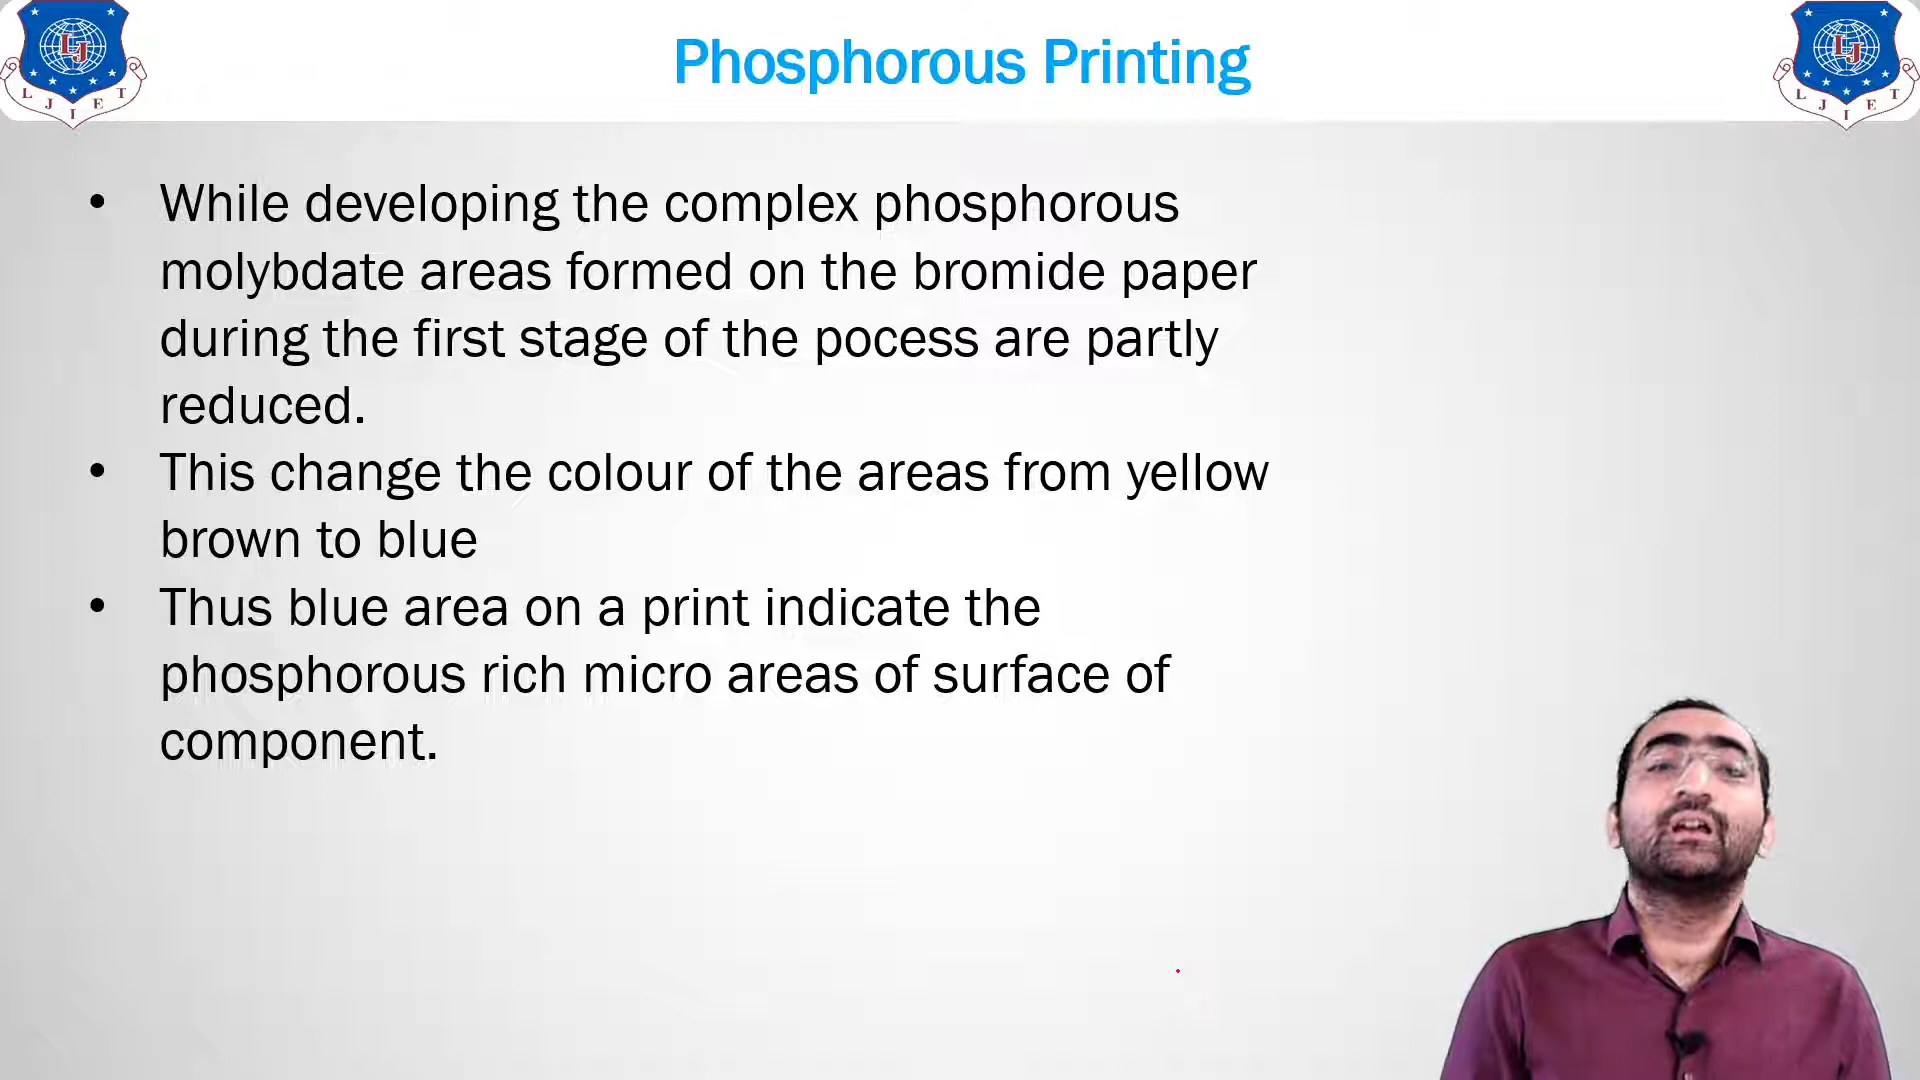 Phosphorous Printing
LJ
L J I E T
LJ
L J I E T
• While developing the complex phosphorous
molybdate areas formed on the bromide paper
during the first stage of the pocess are partly
reduced.
• This change the colour of the areas from yellow
brown to blue
• Thus blue area on a print indicate the
phosphorous rich micro areas of surface of
component.